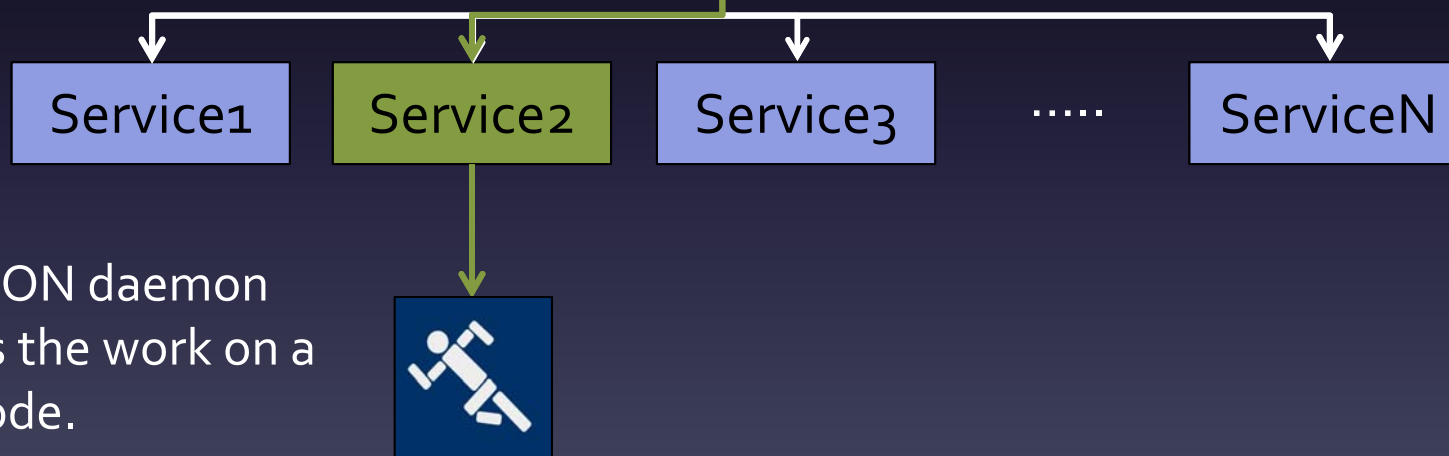 Service1 Service2 Service3 ..... ServiceN
ON daemon
s the work on a
ode.